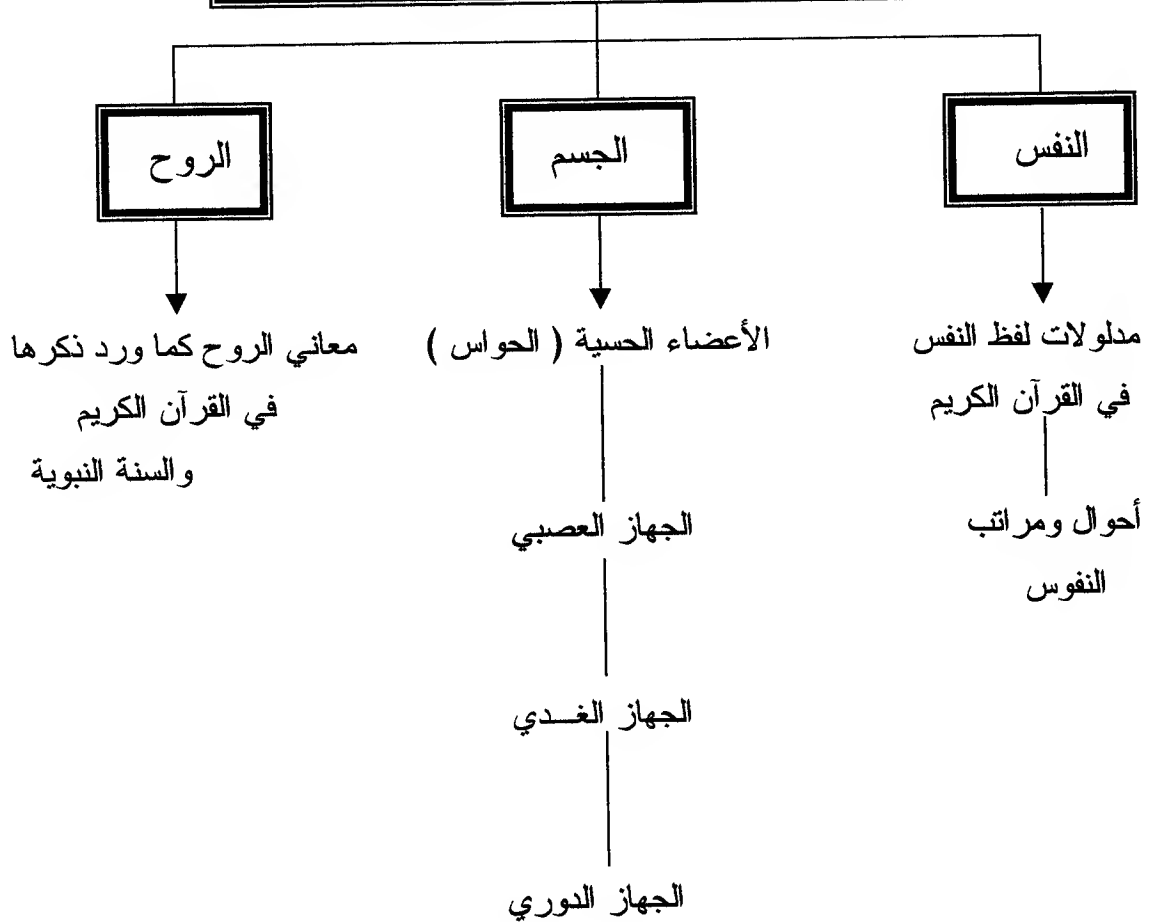 النفس
الجسم
الروح
مدلولات لفظ النفس
في القرآن الكريم
أحوال ومراتب
النفوس
الأعضاء الحسية ( الحواس )
الجهاز العصبي
الجهاز الغــدي
الجهاز الدوري
معاني الروح كما ورد ذكرها
في القرآن الكريم
والسنة النبوية